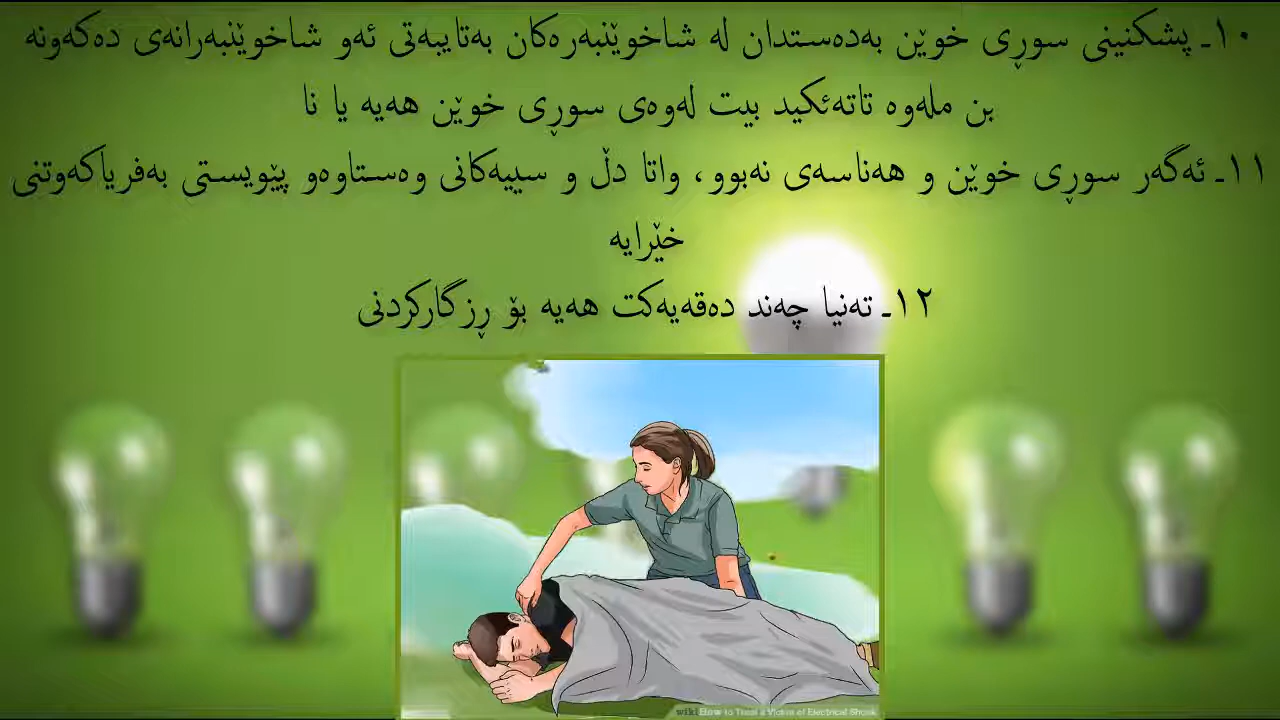 ١٠ـ پشکنینی سوڕی خوێن بەدەستدان لە شاخوێنبەرەکان بەتایبەتی ئەو شاخوێنبەرانەی دەکەونە
بن ملەوە تاتەئکید بیت لەوەی سوڕی خوێن هەیە یا نا
١١ـ ئەگەر سوڕی خوێن و هەناسەی نەبوو، واتا دڵ و سییەکانی وەستاوەو پێویستی بەفریاکەوتنی
خێرایە
١٢ـ تەنیا چەند دەقەیەکت هەیە بۆ ڕزگارکردنی
wikiHow to Treat a Victim of Electrical Shock